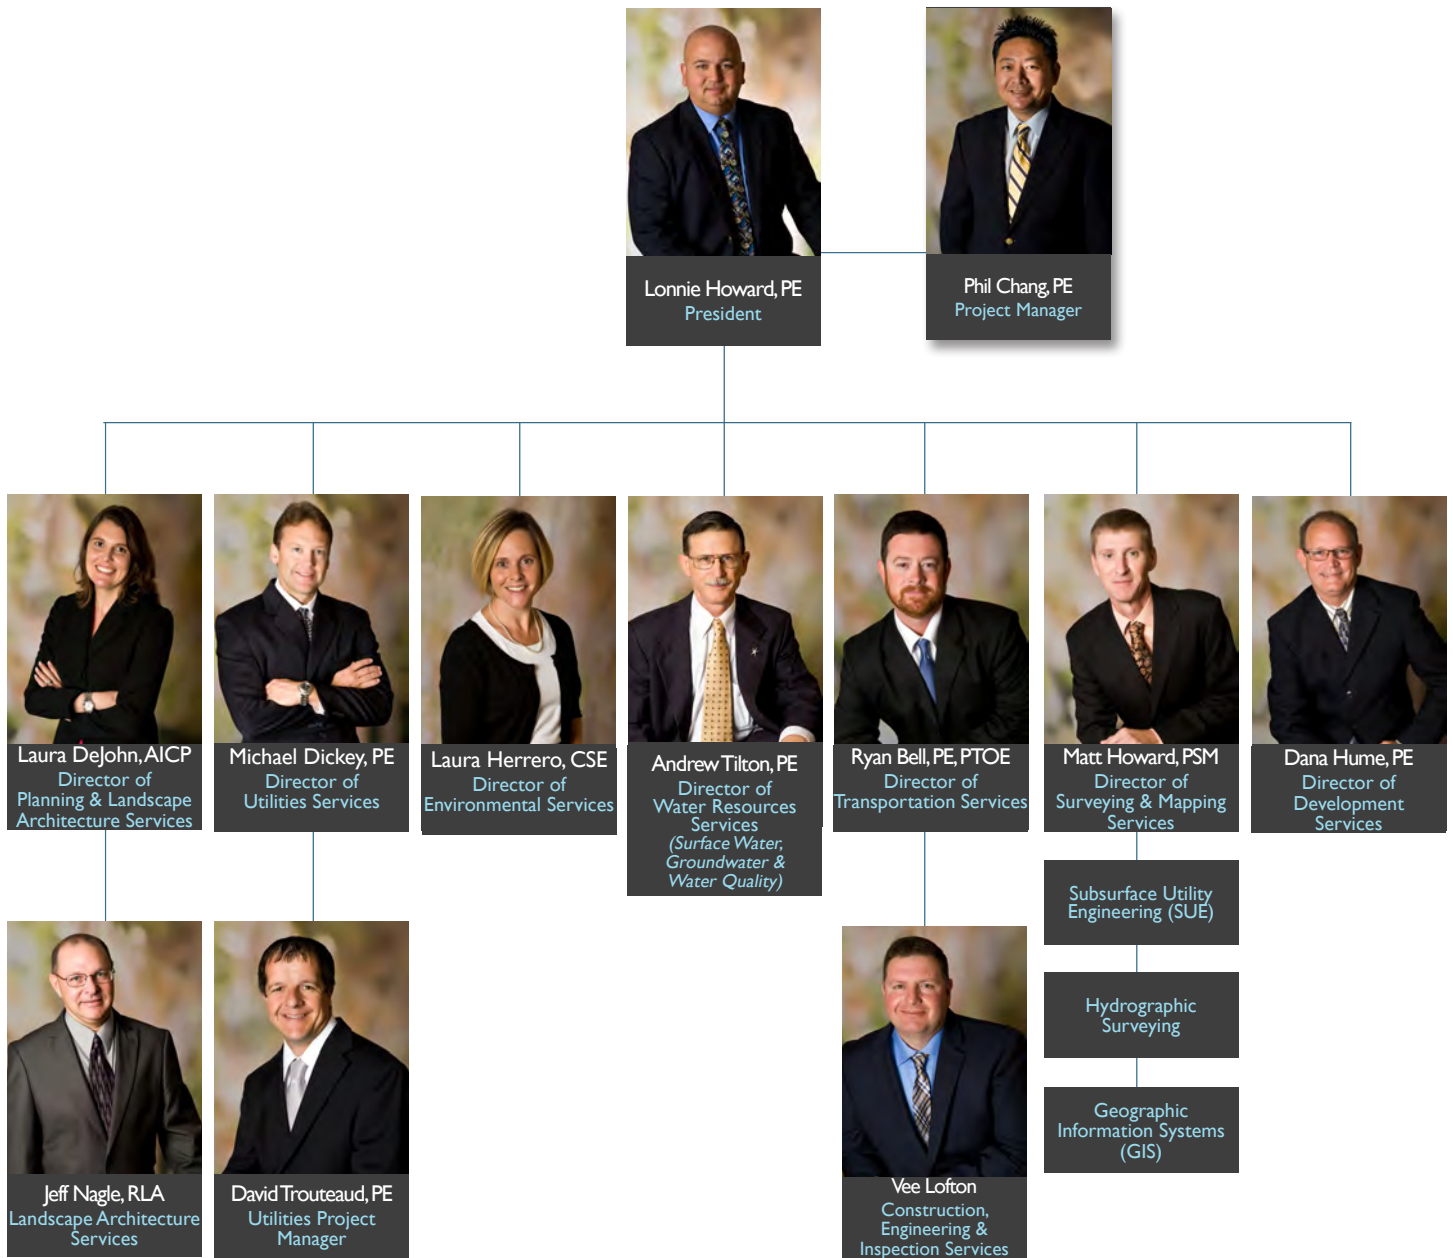 Lonnie Howard, PE
President
Phil Chang, PE
Project Manager
Laura DeJohn, AICP
Director of
Planning & Landscape
Architecture Services
Michael Dickey, PE
Director of
Utilities Services
Laura Herrero, CSE
Director of
Environmental Services
Andrew Tilton, PE
Director of
Water Resources
Services
(Surface Water,
Groundwater &
Water Quality)
Ryan Bell, PE, PTOE
Director of
Transportation Services
Matt Howard, PSM
Director of
Surveying & Mapping
Services
Dana Hume, PE
Director of
Development
Services
Subsurface Utility
Engineering (SUE)
Hydrographic
Surveying
Geographic
Information Systems
(GIS)
Jeff Nagle, RLA
Landscape Architecture
Services
David Trouteaud, PE
Utilities Project
Manager
Vee Lofton
Construction,
Engineering &
Inspection Services